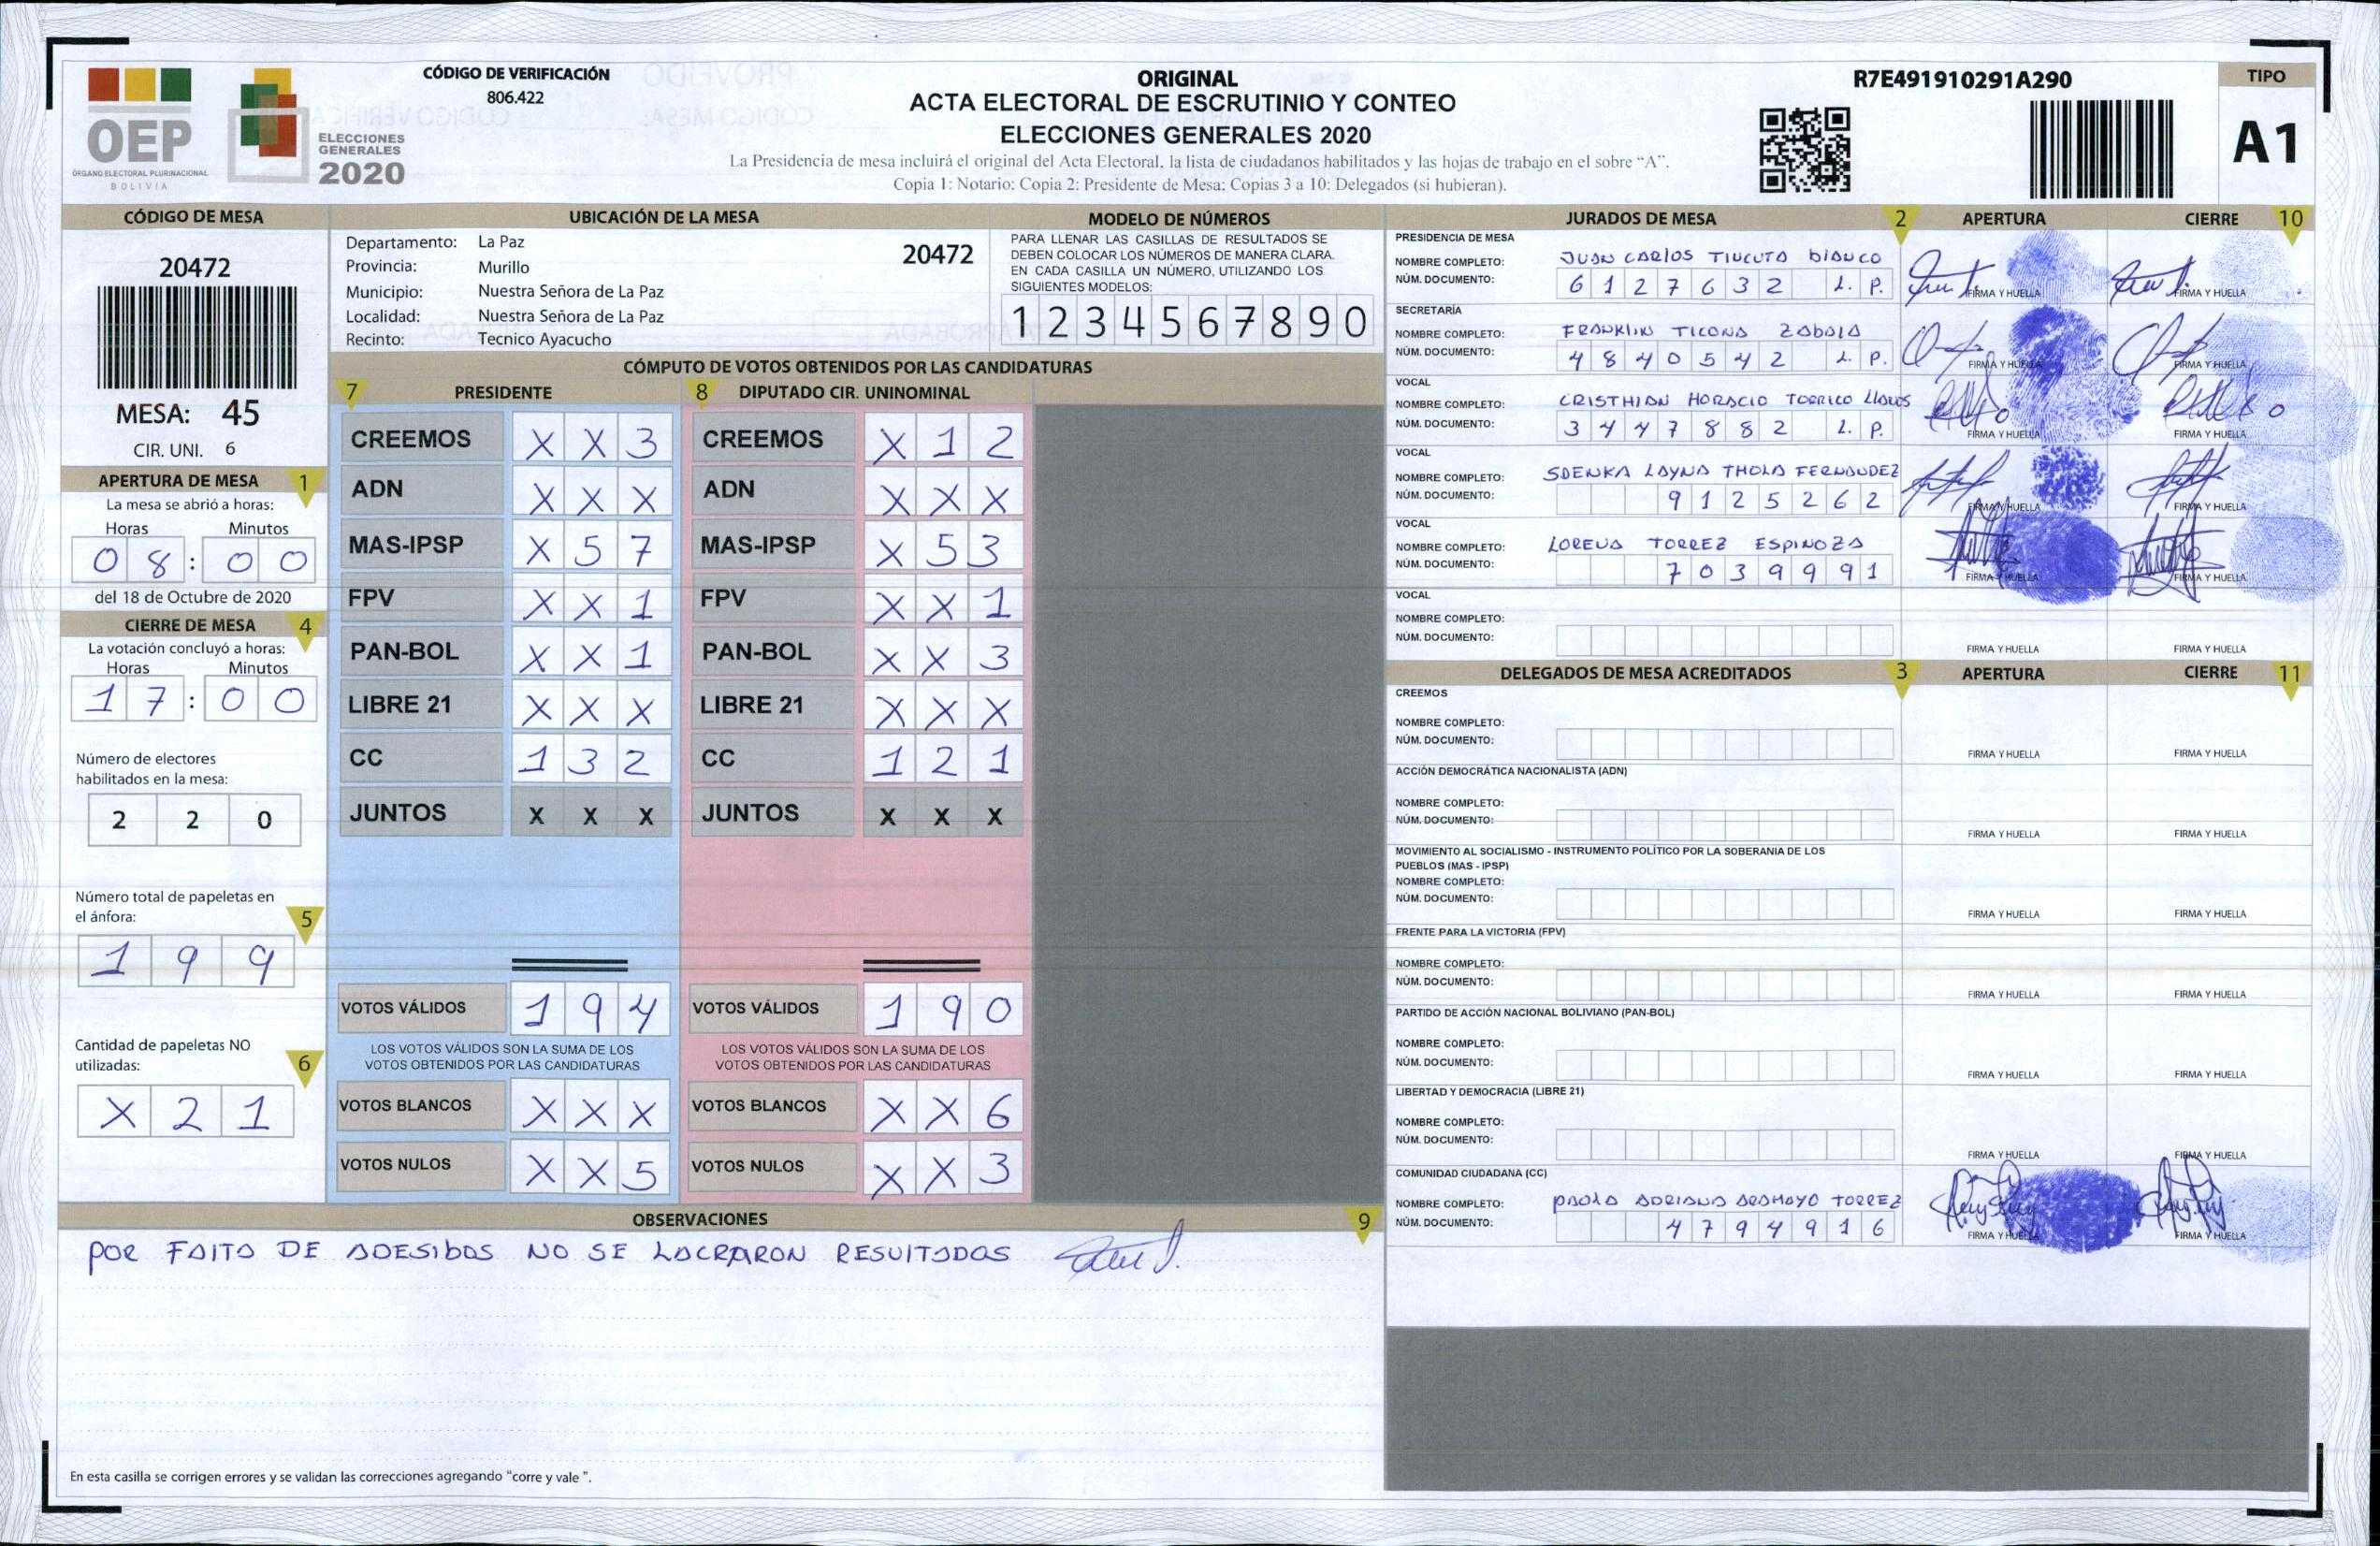 OEP
ÓRGANO ELECTORAL PLURINACIONAL
BOLIVIA
ELECCIONES
GENERALES
2020
CÓDIGO DE VERIFICACIÓN
806.422
ORIGINAL
ACTA ELECTORAL DE ESCRUTINIO Y CONTEO
ELECCIONES GENERALES 2020
La Presidencia de mesa incluirá el original del Acta Electoral, la lista de ciudadanos habilitados y las hojas de trabajo en el sobre “A”.
Copia 1: Notario; Copia 2: Presidente de Mesa; Copias 3 a 10: Delegados (si hubieran).
R7E491910291A290
TIPO
A1
CÓDIGO DE MESA
20472
MESA: 45
CIR. UNI. 6
APERTURA DE MESA 1
La mesa se abrió a horas:
Horas Minutos
0 8 : 0 0
del 18 de Octubre de 2020
CIERRE DE MESA 4
La votación concluyó a horas:
Horas Minutos
1 7 : 0 0
Número de electores
habilitados en la mesa:
2 2 0
Número total de papeletas en
el ánfora: 5
1 9 9
Cantidad de papeletas NO
utilizadas: 6
X 2 1
UBICACIÓN DE LA MESA
Departamento: La Paz 20472
Provincia: Murillo
Municipio: Nuestra Señora de La Paz
Localidad: Nuestra Señora de La Paz
Recinto: Tecnico Ayacucho
MODELO DE NÚMEROS
PARA LLENAR LAS CASILLAS DE RESULTADOS SE
DEBEN COLOCAR LOS NÚMEROS DE MANERA CLARA.
EN CADA CASILLA UN NÚMERO, UTILIZANDO LOS
SIGUIENTES MODELOS:
1 2 3 4 5 6 7 8 9 0
CÓMPUTO DE VOTOS OBTENIDOS POR LAS CANDIDATURAS
7 PRESIDENTE
CREEMOS X X 3
ADN X X X
MAS-IPSP X 5 7
FPV X X 1
PAN-BOL X X 1
LIBRE 21 X X X
CC 1 3 2
JUNTOS X X X
VOTOS VÁLIDOS 1 9 4
LOS VOTOS VÁLIDOS SON LA SUMA DE LOS
VOTOS OBTENIDOS POR LAS CANDIDATURAS
VOTOS BLANCOS X X X
VOTOS NULOS X X 5
8 DIPUTADO CIR. UNINOMINAL
CREEMOS X 1 2
ADN X X X
MAS-IPSP X 5 3
FPV X X 1
PAN-BOL X X 3
LIBRE 21 X X X
CC 1 2 1
JUNTOS X X X
VOTOS VÁLIDOS 1 9 0
LOS VOTOS VÁLIDOS SON LA SUMA DE LOS
VOTOS OBTENIDOS POR LAS CANDIDATURAS
VOTOS BLANCOS X X 6
VOTOS NULOS X X 3
OBSERVACIONES 9
POR FALTA DE ADESIBOS NO SE LACRARON RESULTADOS
En esta casilla se corrigen errores y se validan las correcciones agregando “corre y vale ”.
JURADOS DE MESA 2 APERTURA CIERRE 10
PRESIDENCIA DE MESA
NOMBRE COMPLETO: JUAN CARLOS TINCUTA BLANCO
NÚM. DOCUMENTO: 6 1 2 7 6 3 2 L. P. FIRMA Y HUELLA FIRMA Y HUELLA
SECRETARÍA
NOMBRE COMPLETO: FRANKLIN TICONA ZABALA
NÚM. DOCUMENTO: 4 8 4 0 5 4 2 L. P. FIRMA Y HUELLA FIRMA Y HUELLA
VOCAL
NOMBRE COMPLETO: CRISTHIAN HORACIO TORRICO LLANOS
NÚM. DOCUMENTO: 3 4 4 7 8 8 2 L. P. FIRMA Y HUELLA FIRMA Y HUELLA
VOCAL
NOMBRE COMPLETO: SDENKA LAYNA THOLA FERNANDEZ
NÚM. DOCUMENTO: 9 1 2 5 2 6 2 FIRMA Y HUELLA FIRMA Y HUELLA
VOCAL
NOMBRE COMPLETO: LORENA TORREZ ESPINOZA
NÚM. DOCUMENTO: 7 0 3 9 9 9 1 FIRMA Y HUELLA FIRMA Y HUELLA
VOCAL
NOMBRE COMPLETO:
NÚM. DOCUMENTO: FIRMA Y HUELLA FIRMA Y HUELLA
DELEGADOS DE MESA ACREDITADOS 3 APERTURA CIERRE 11
CREEMOS
NOMBRE COMPLETO:
NÚM. DOCUMENTO: FIRMA Y HUELLA FIRMA Y HUELLA
ACCIÓN DEMOCRÁTICA NACIONALISTA (ADN)
NOMBRE COMPLETO:
NÚM. DOCUMENTO: FIRMA Y HUELLA FIRMA Y HUELLA
MOVIMIENTO AL SOCIALISMO - INSTRUMENTO POLÍTICO POR LA SOBERANIA DE LOS
PUEBLOS (MAS - IPSP)
NOMBRE COMPLETO:
NÚM. DOCUMENTO: FIRMA Y HUELLA FIRMA Y HUELLA
FRENTE PARA LA VICTORIA (FPV)
NOMBRE COMPLETO:
NÚM. DOCUMENTO: FIRMA Y HUELLA FIRMA Y HUELLA
PARTIDO DE ACCIÓN NACIONAL BOLIVIANO (PAN-BOL)
NOMBRE COMPLETO:
NÚM. DOCUMENTO: FIRMA Y HUELLA FIRMA Y HUELLA
LIBERTAD Y DEMOCRACIA (LIBRE 21)
NOMBRE COMPLETO:
NÚM. DOCUMENTO: FIRMA Y HUELLA FIRMA Y HUELLA
COMUNIDAD CIUDADANA (CC)
NOMBRE COMPLETO: PAOLA ADRIANA ARAMAYO TORREZ
NÚM. DOCUMENTO: 4 7 9 4 9 1 6 FIRMA Y HUELLA FIRMA Y HUELLA